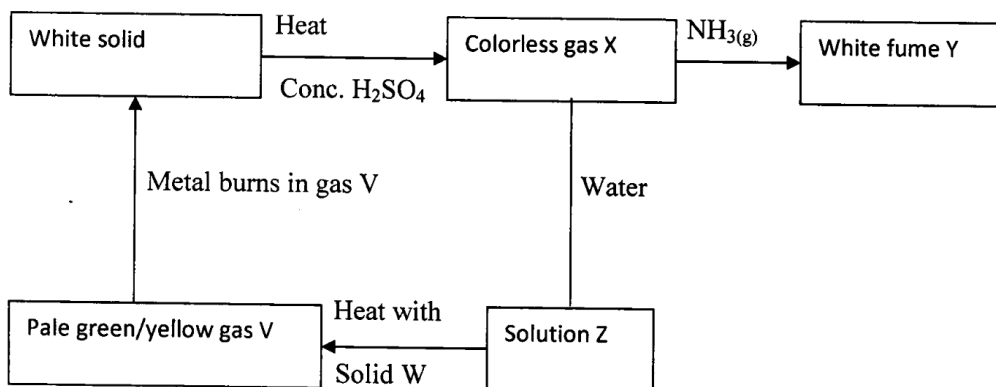 White solid
Heat
Conc. H₂SO₄
Colorless gas X
NH₃(g)
White fume Y
Metal burns in gas V
Water
Pale green/yellow gas V
Heat with
Solid W
Solution Z